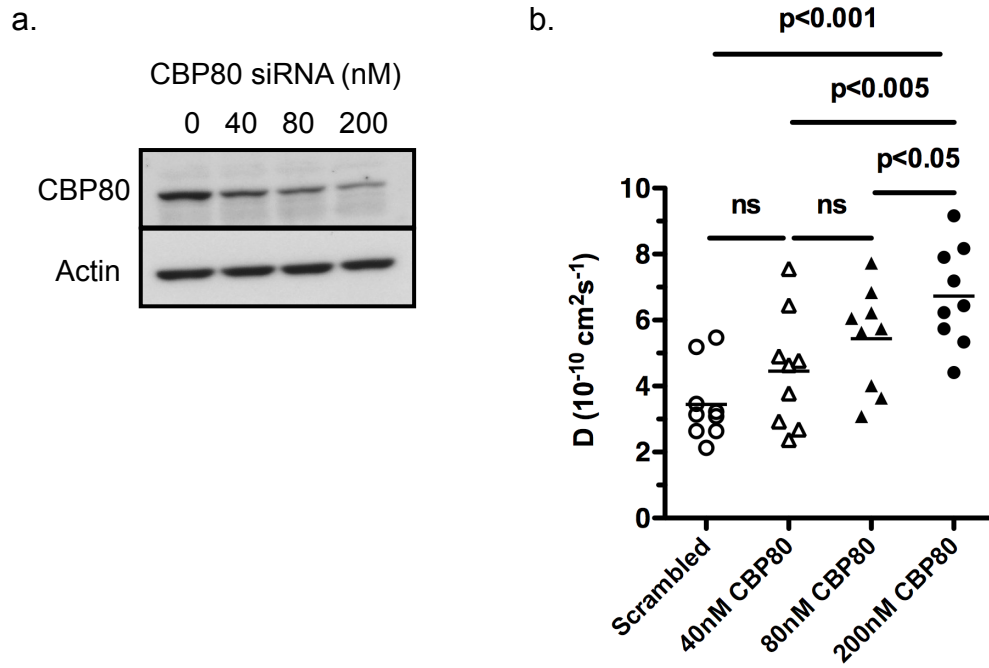 a.
CBP80 siRNA (nM)
0 40 80 200
CBP80
Actin
b.
p<0.001
p<0.005
p<0.05
ns ns
10
8
6
4
2
0
D (10⁻¹⁰ cm²s⁻¹)
Scrambled
40nM CBP80
80nM CBP80
200nM CBP80